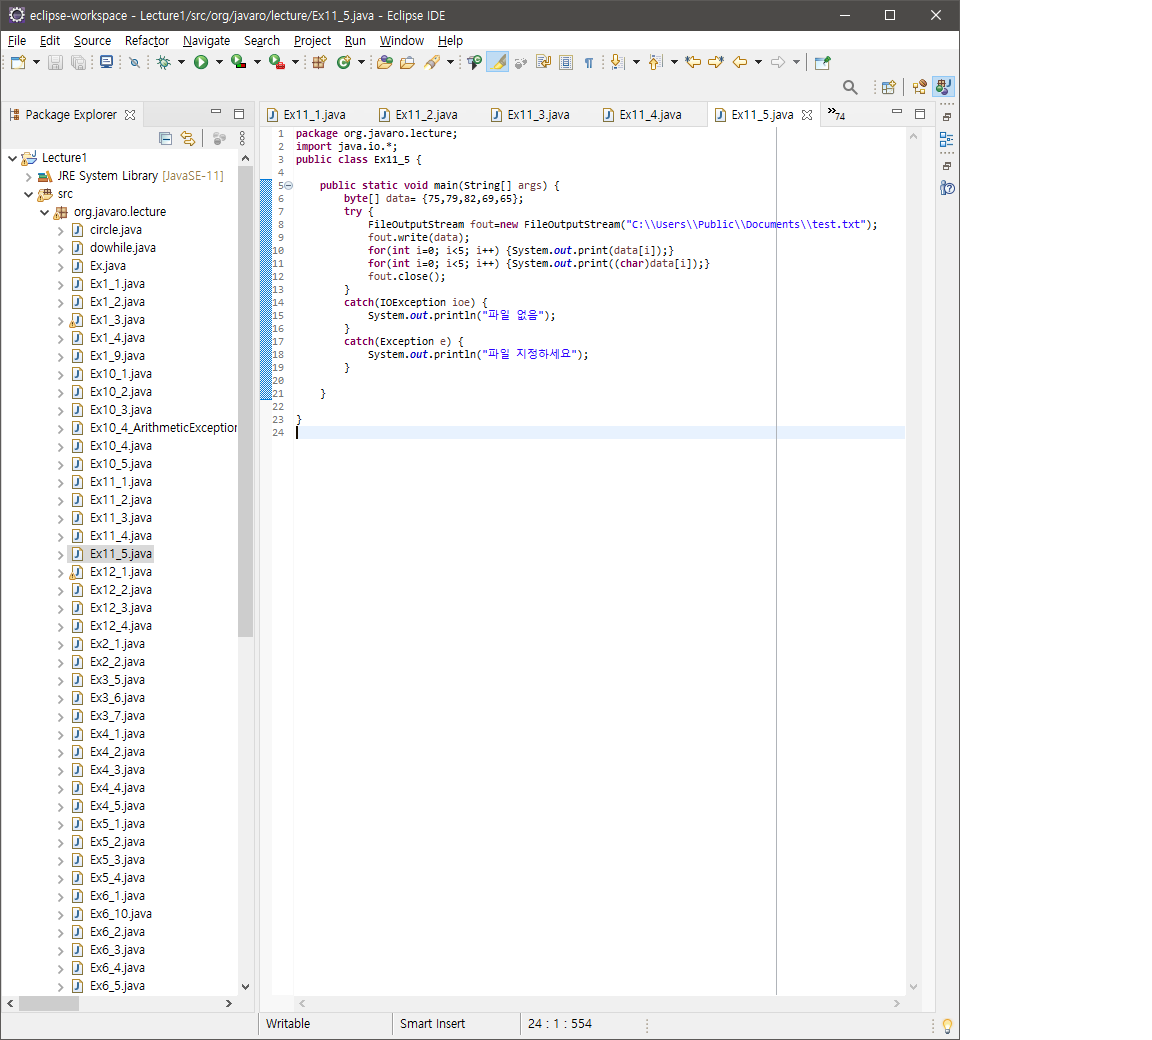 eclipse-workspace - Lecture1/src/org/javaro/lecture/Ex11_5.java - Eclipse IDE
File Edit Source Refactor Navigate Search Project Run Window Help
Package Explorer
Lecture1
JRE System Library [JavaSE-11]
src
org.javaro.lecture
circle.java
dowhile.java
Ex.java
Ex1_1.java
Ex1_2.java
Ex1_3.java
Ex1_4.java
Ex1_9.java
Ex10_1.java
Ex10_2.java
Ex10_3.java
Ex10_4_ArithmeticException
Ex10_4.java
Ex10_5.java
Ex11_1.java
Ex11_2.java
Ex11_3.java
Ex11_4.java
Ex11_5.java
Ex12_1.java
Ex12_2.java
Ex12_3.java
Ex12_4.java
Ex2_1.java
Ex2_2.java
Ex3_5.java
Ex3_6.java
Ex3_7.java
Ex4_1.java
Ex4_2.java
Ex4_3.java
Ex4_4.java
Ex4_5.java
Ex5_1.java
Ex5_2.java
Ex5_3.java
Ex5_4.java
Ex6_1.java
Ex6_10.java
Ex6_2.java
Ex6_3.java
Ex6_4.java
Ex6_5.java
Ex11_1.java Ex11_2.java Ex11_3.java Ex11_4.java Ex11_5.java »74
1 package org.javaro.lecture;
2 import java.io.*;
3 public class Ex11_5 {
4
5 public static void main(String[] args) {
6 byte[] data= {75,79,82,69,65};
7 try {
8 FileOutputStream fout=new FileOutputStream("C:\\Users\\Public\\Documents\\test.txt");
9 fout.write(data);
10 for(int i=0; i<5; i++) {System.out.print(data[i]);}
11 for(int i=0; i<5; i++) {System.out.print((char)data[i]);}
12 fout.close();
13 }
14 catch(IOException ioe) {
15 System.out.println("파일 없음");
16 }
17 catch(Exception e) {
18 System.out.println("파일 지정하세요");
19 }
20
21 }
22
23 }
24
Writable Smart Insert 24 : 1 : 554